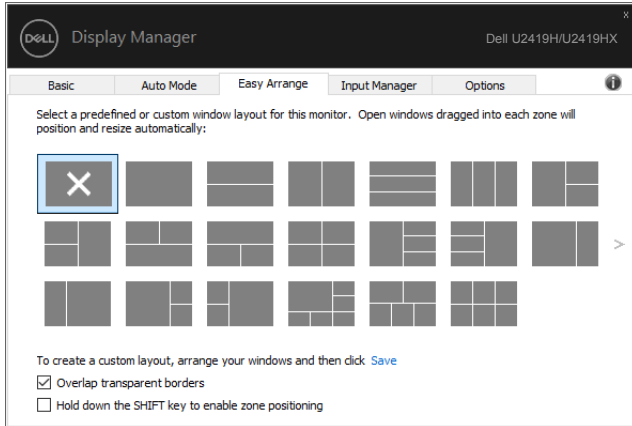 x
DELL Display Manager
Dell U2419H/U2419HX
Basic Auto Mode Easy Arrange Input Manager Options
Select a predefined or custom window layout for this monitor. Open windows dragged into each zone will
position and resize automatically:
To create a custom layout, arrange your windows and then click Save
Overlap transparent borders
Hold down the SHIFT key to enable zone positioning